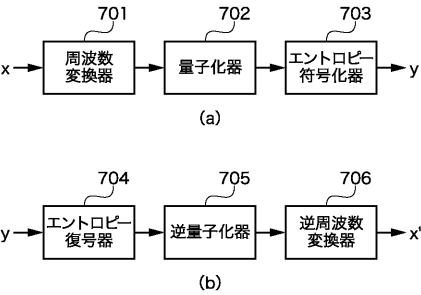 701
702
703
x
周波数
変換器
量子化器
エントロピー
符号化器
y
(a)
704
705
706
y
エントロピー
復号器
逆量子化器
逆周波数
変換器
x'
(b)